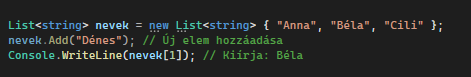 List<string> nevek = new List<string> { "Anna", "Béla", "Cili" };
nevek.Add("Dénes"); // Új elem hozzáadása
Console.WriteLine(nevek[1]); // Kiírja: Béla